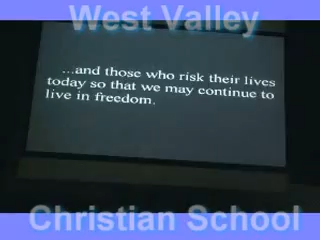 West Valley
...and those who risk their lives
today so that we may continue to
live in freedom.
Christian School